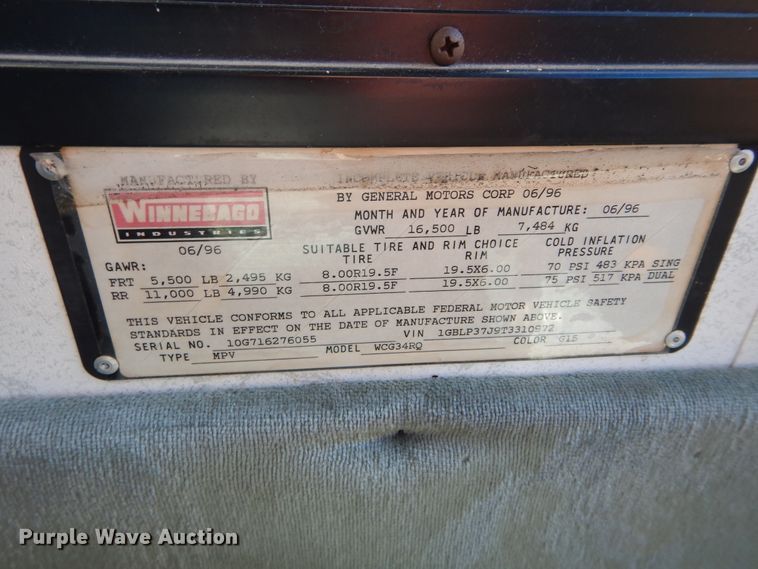 MANUFACTURED BY
INCOMPLETE VEHICLE MANUFACTURED
BY GENERAL MOTORS CORP 06/96
WINNEBAGO
INDUSTRIES
MONTH AND YEAR OF MANUFACTURE: 06/96
GVWR 16,500 LB 7,484 KG
06/96
SUITABLE TIRE AND RIM CHOICE COLD INFLATION
GAWR: TIRE RIM PRESSURE
FRT 5,500 LB 2,495 KG 8.00R19.5F 19.5X6.00 70 PSI 483 KPA SING
RR 11,000 LB 4,990 KG 8.00R19.5F 19.5X6.00 75 PSI 517 KPA DUAL
THIS VEHICLE CONFORMS TO ALL APPLICABLE FEDERAL MOTOR VEHICLE SAFETY
STANDARDS IN EFFECT ON THE DATE OF MANUFACTURE SHOWN ABOVE.
SERIAL NO. 10G716276055 VIN 1GBLP37J9T3310972 COLOR G15
TYPE MPV MODEL WCG34RQ
Purple Wave Auction